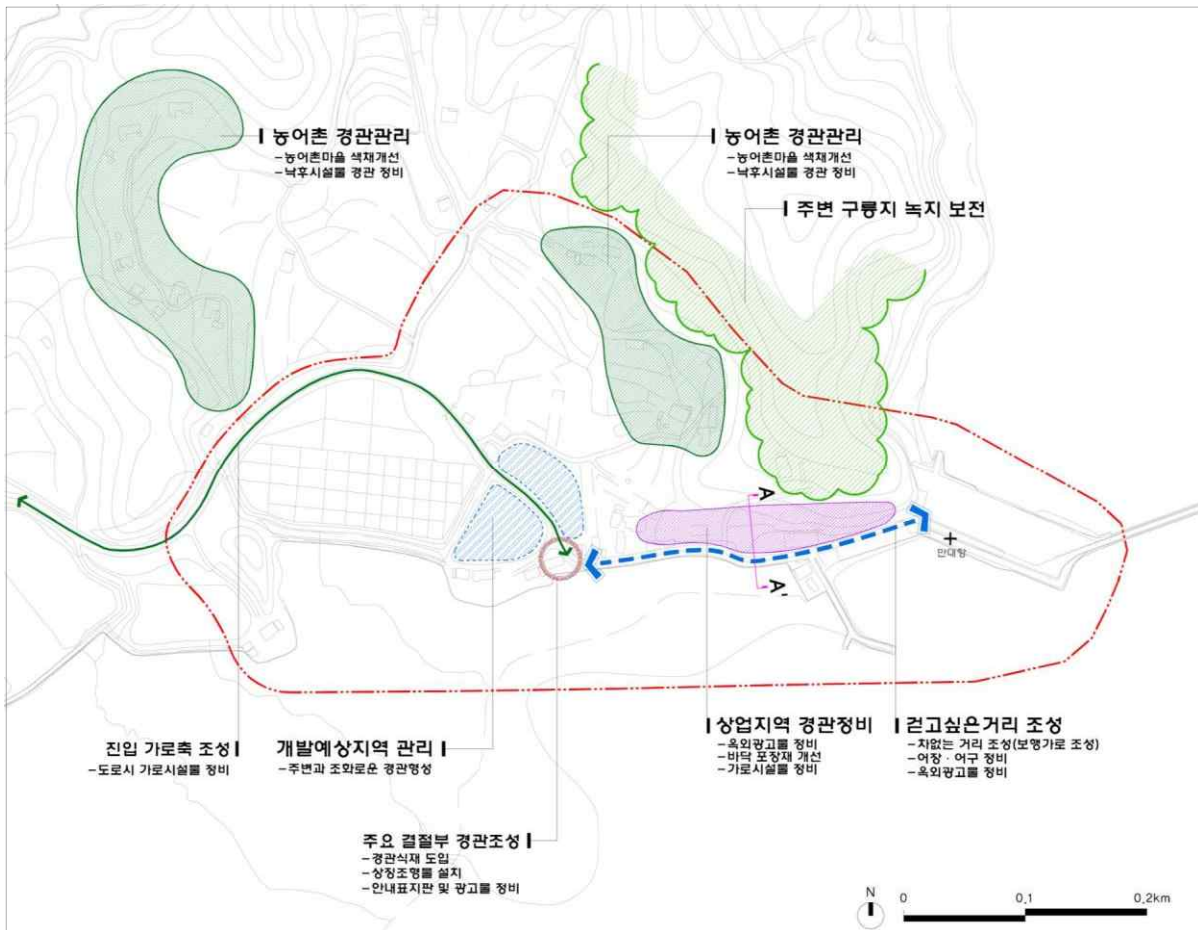 농어촌 경관관리
-농어촌마을 색채개선
-낙후시설물 경관 정비
농어촌 경관관리
-농어촌마을 색채개선
-낙후시설물 경관 정비
주변 구릉지 녹지 보전
A
만대항
A'
진입 가로축 조성
-도로시 가로시설물 정비
개발예상지역 관리
-주변과 조화로운 경관형성
상업지역 경관정비
-옥외광고물 정비
-바닥 포장재 개선
-가로시설물 정비
걷고싶은거리 조성
-차없는 거리 조성(보행가로 조성)
-어장 · 어구 정비
-옥외광고물 정비
주요 결절부 경관조성
-경관식재 도입
-상징조형물 설치
-안내표지판 및 광고물 정비
N
0 0.1 0.2km